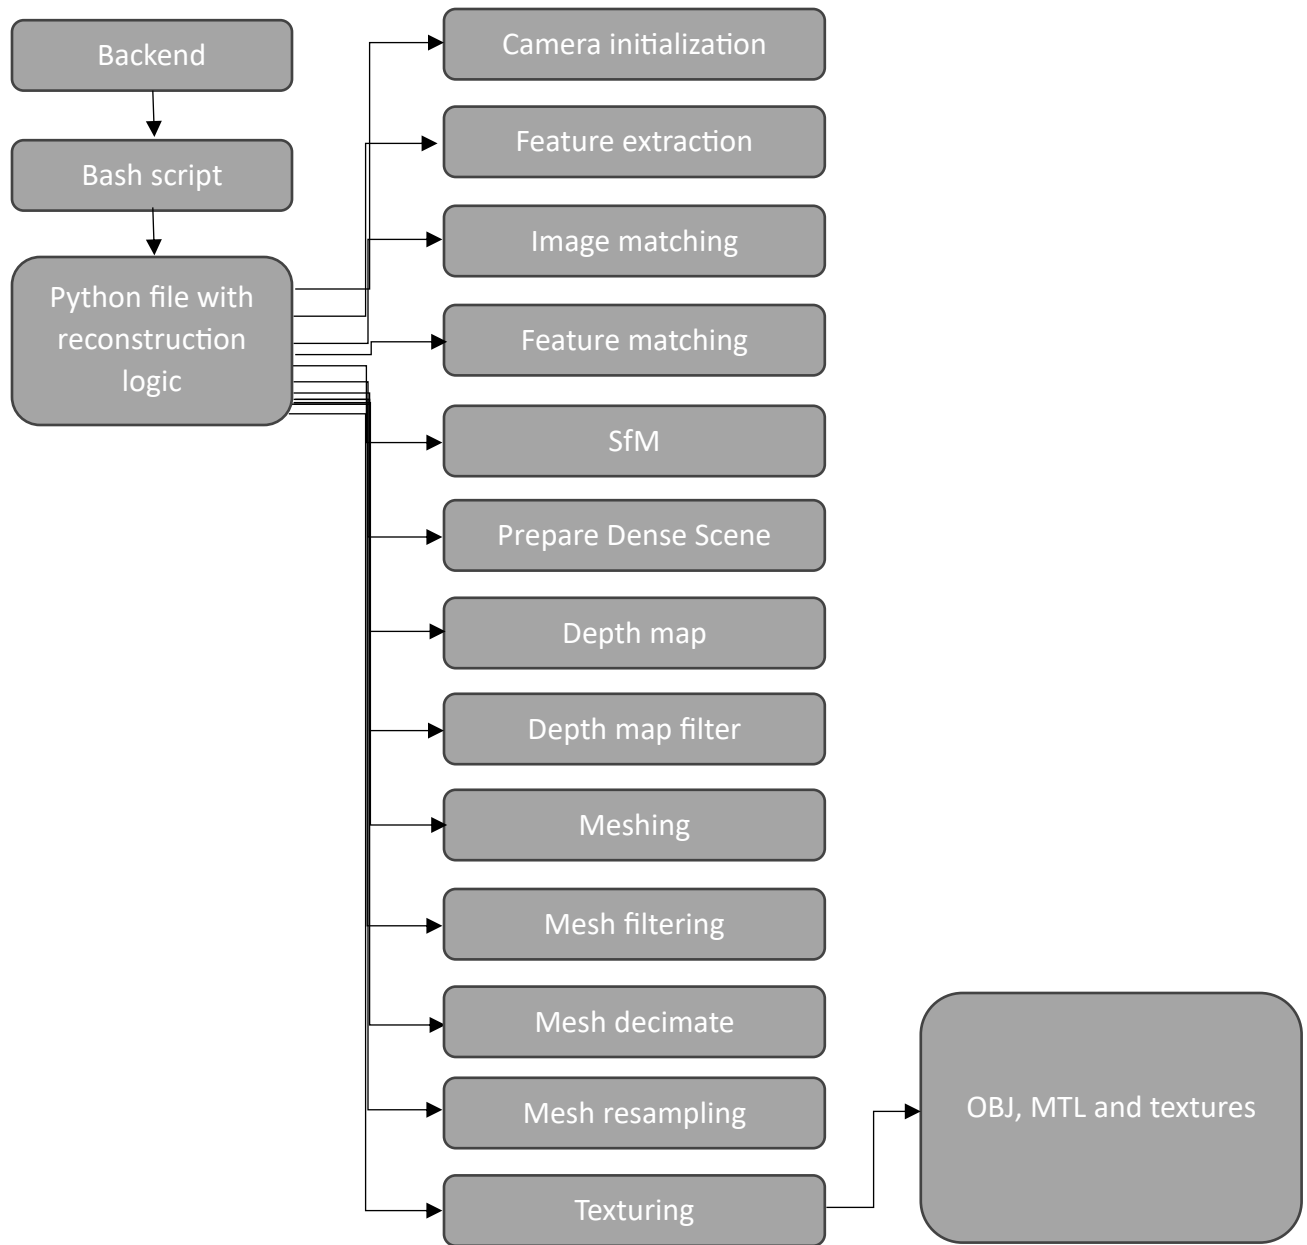 Backend
Bash script
Python file with
reconstruction
logic
Camera initialization
Feature extraction
Image matching
Feature matching
SfM
Prepare Dense Scene
Depth map
Depth map filter
Meshing
Mesh filtering
Mesh decimate
Mesh resampling
Texturing
OBJ, MTL and textures